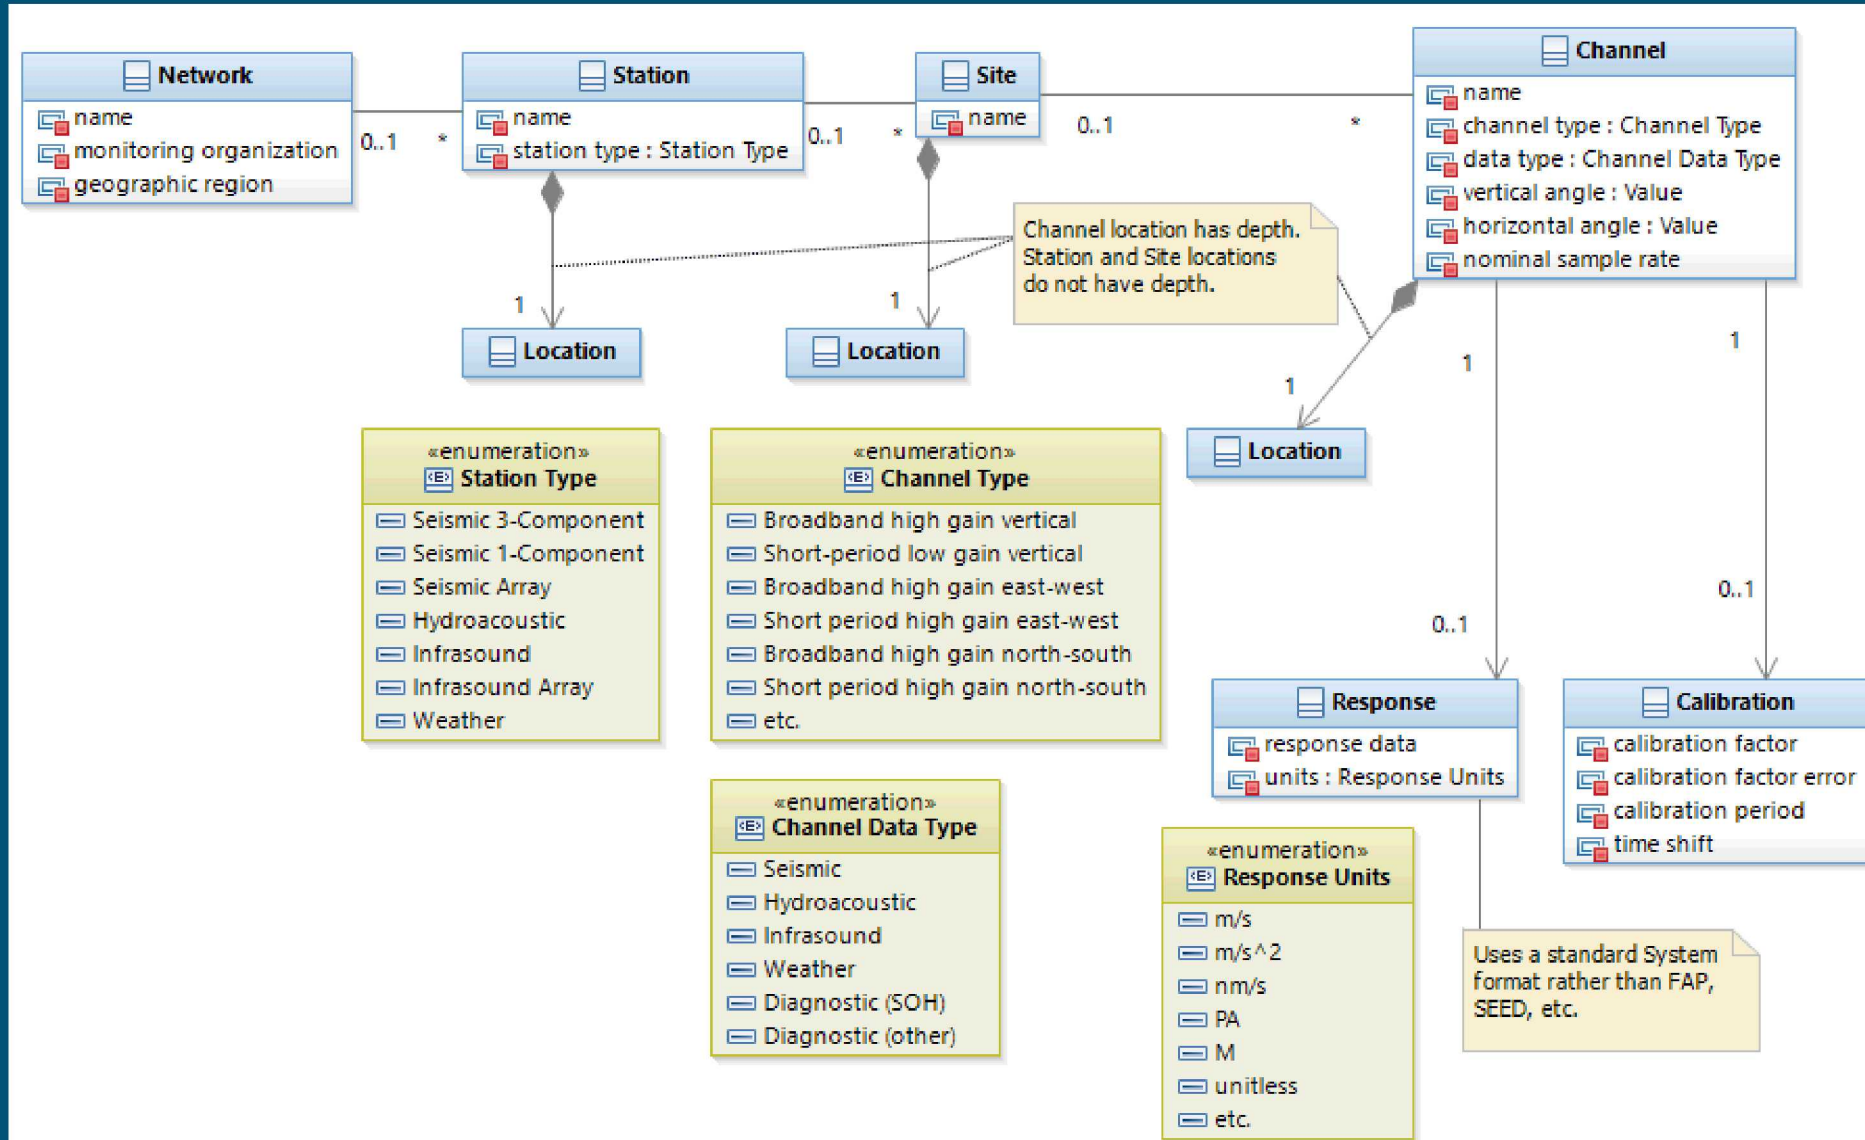 Network
name
monitoring organization
geographic region
0..1
*
Station
name
station type : Station Type
0..1
*
Site
name
0..1
*
Channel
name
channel type : Channel Type
data type : Channel Data Type
vertical angle : Value
horizontal angle : Value
nominal sample rate
Channel location has depth.
Station and Site locations
do not have depth.
1
Location
1
Location
1
Location
1
0..1
1
0..1
«enumeration»
<E> Station Type
Seismic 3-Component
Seismic 1-Component
Seismic Array
Hydroacoustic
Infrasound
Infrasound Array
Weather
«enumeration»
<E> Channel Type
Broadband high gain vertical
Short-period low gain vertical
Broadband high gain east-west
Short period high gain east-west
Broadband high gain north-south
Short period high gain north-south
etc.
Response
response data
units : Response Units
Calibration
calibration factor
calibration factor error
calibration period
time shift
«enumeration»
<E> Channel Data Type
Seismic
Hydroacoustic
Infrasound
Weather
Diagnostic (SOH)
Diagnostic (other)
«enumeration»
<E> Response Units
m/s
m/s^2
nm/s
PA
M
unitless
etc.
Uses a standard System
format rather than FAP,
SEED, etc.